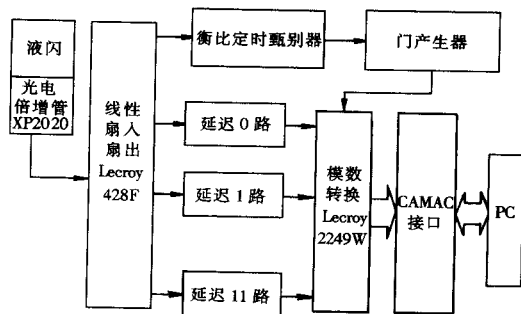 液闪
光电
倍增管
XP2020
线性
扇入
扇出
Lecroy
428F
衡比定时甄别器
门产生器
延迟 0 路
延迟 1 路
延迟 11 路
模数
转换
Lecroy
2249W
CAMAC
接口
PC